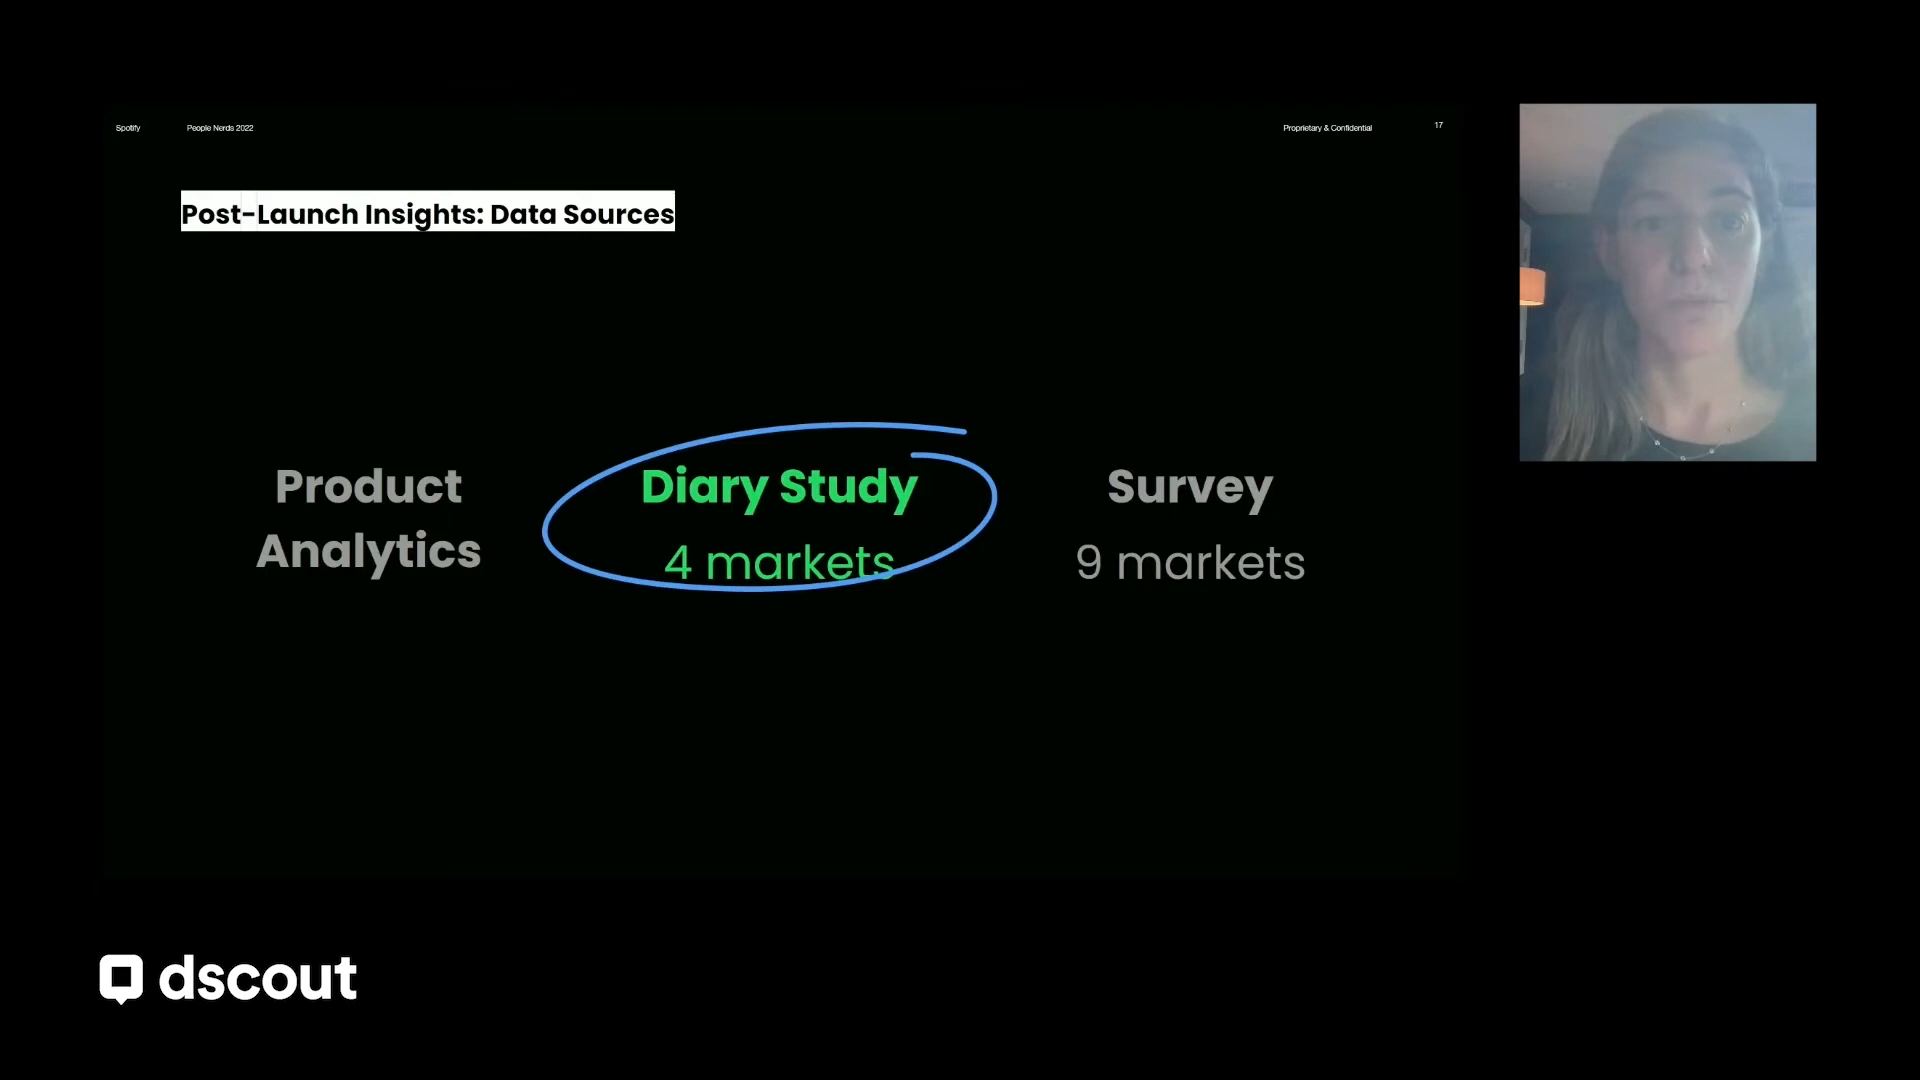 Spotify
People Nerds 2022
Proprietary & Confidential
17
Post-Launch Insights: Data Sources
Product
Analytics
Diary Study
4 markets
Survey
9 markets
dscout